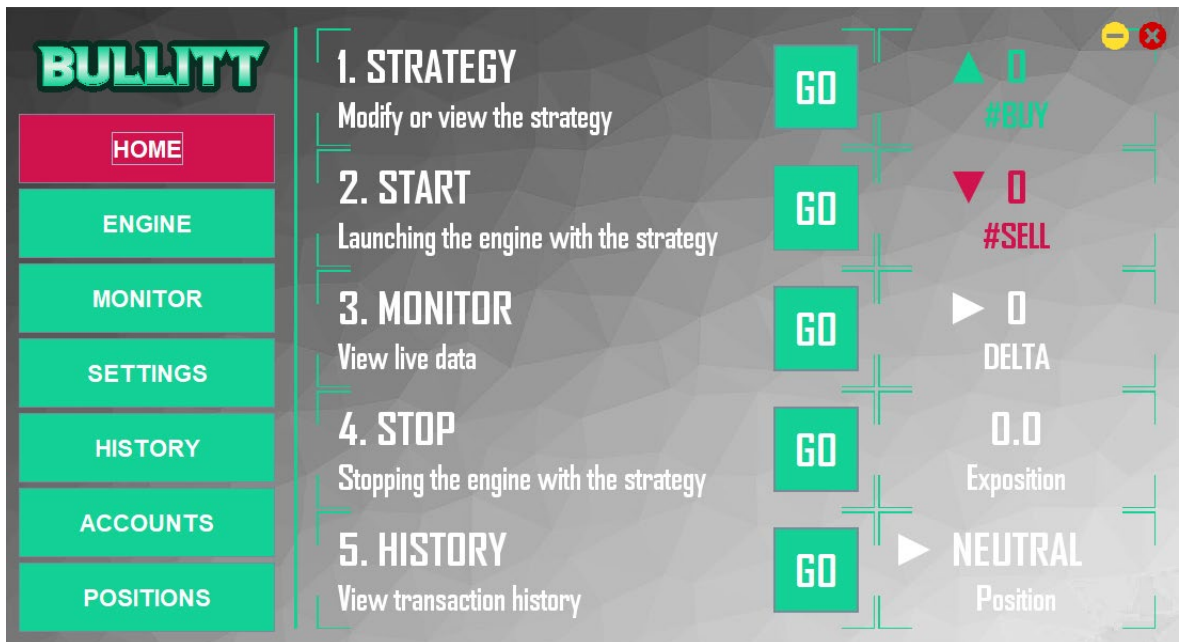 BULLITT
HOME
ENGINE
MONITOR
SETTINGS
HISTORY
ACCOUNTS
POSITIONS
1. STRATEGY
Modify or view the strategy
GO
2. START
Launching the engine with the strategy
GO
3. MONITOR
View live data
GO
4. STOP
Stopping the engine with the strategy
GO
5. HISTORY
View transaction history
GO
▲ 0
#BUY
▼ 0
#SELL
▶ 0
DELTA
0.0
Exposition
▶ NEUTRAL
Position